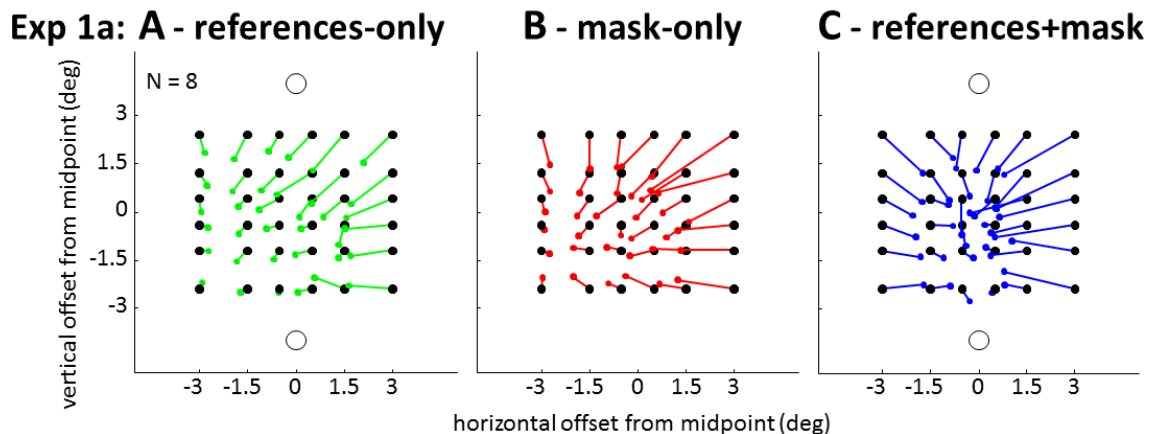 Exp 1a: A - references-only B - mask-only C - references+mask
N = 8
vertical offset from midpoint (deg)
3
1.5
0
-1.5
-3
-3 -1.5 0 1.5 3 -3 -1.5 0 1.5 3 -3 -1.5 0 1.5 3
horizontal offset from midpoint (deg)